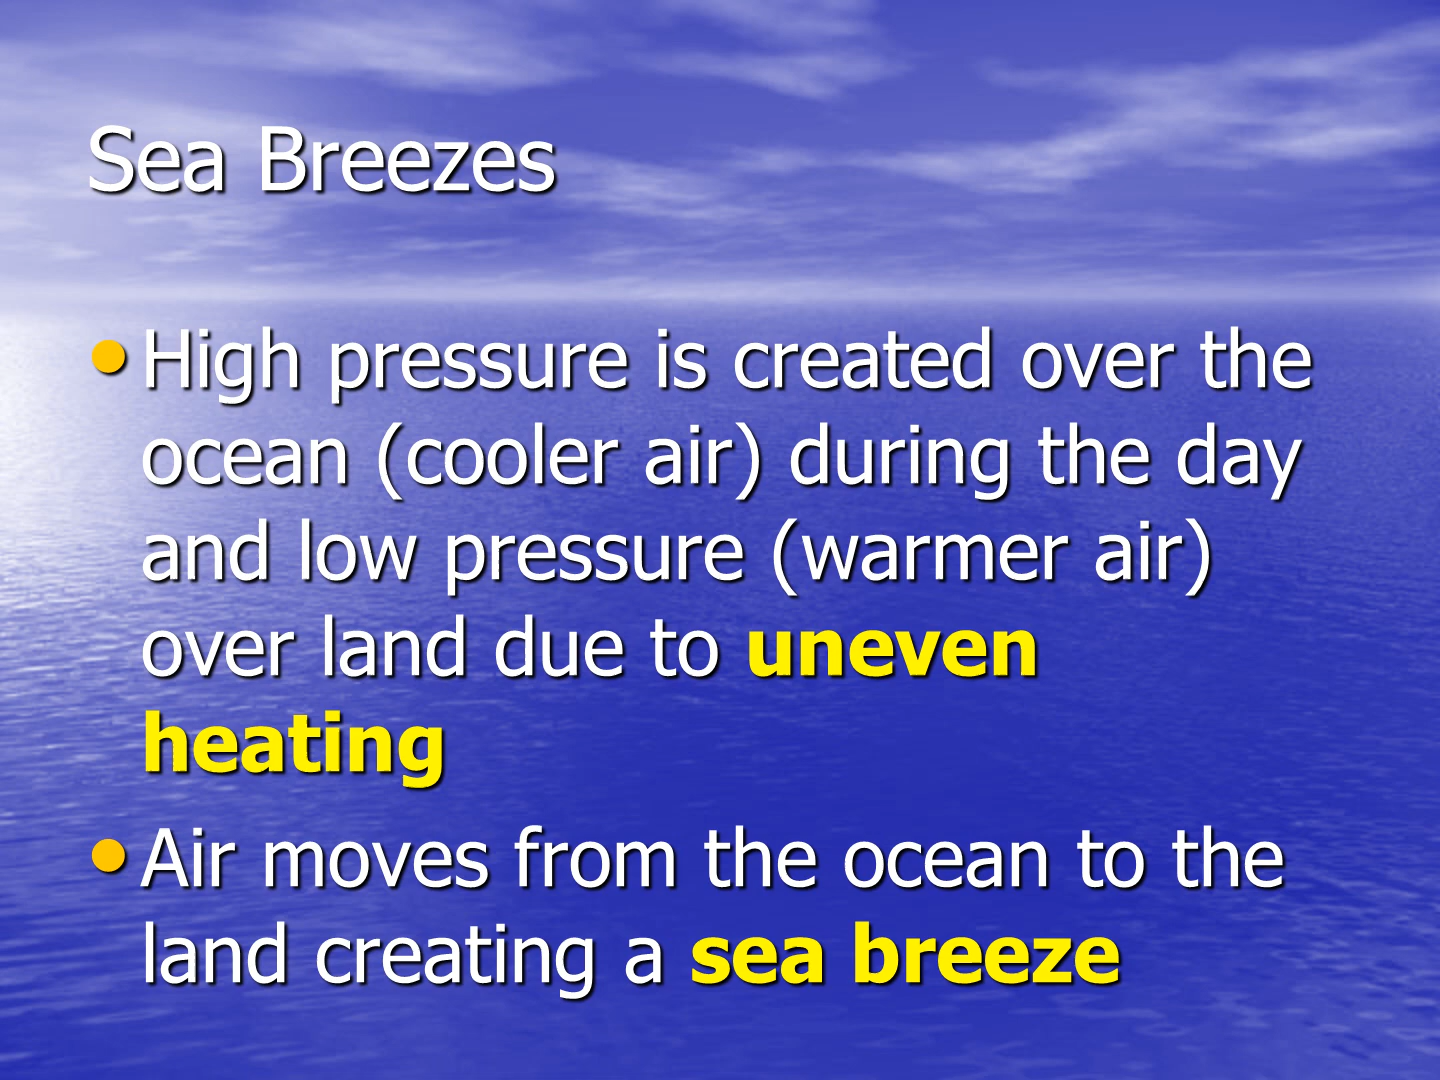 Sea Breezes
• High pressure is created over the
ocean (cooler air) during the day
and low pressure (warmer air)
over land due to uneven
heating
• Air moves from the ocean to the
land creating a sea breeze